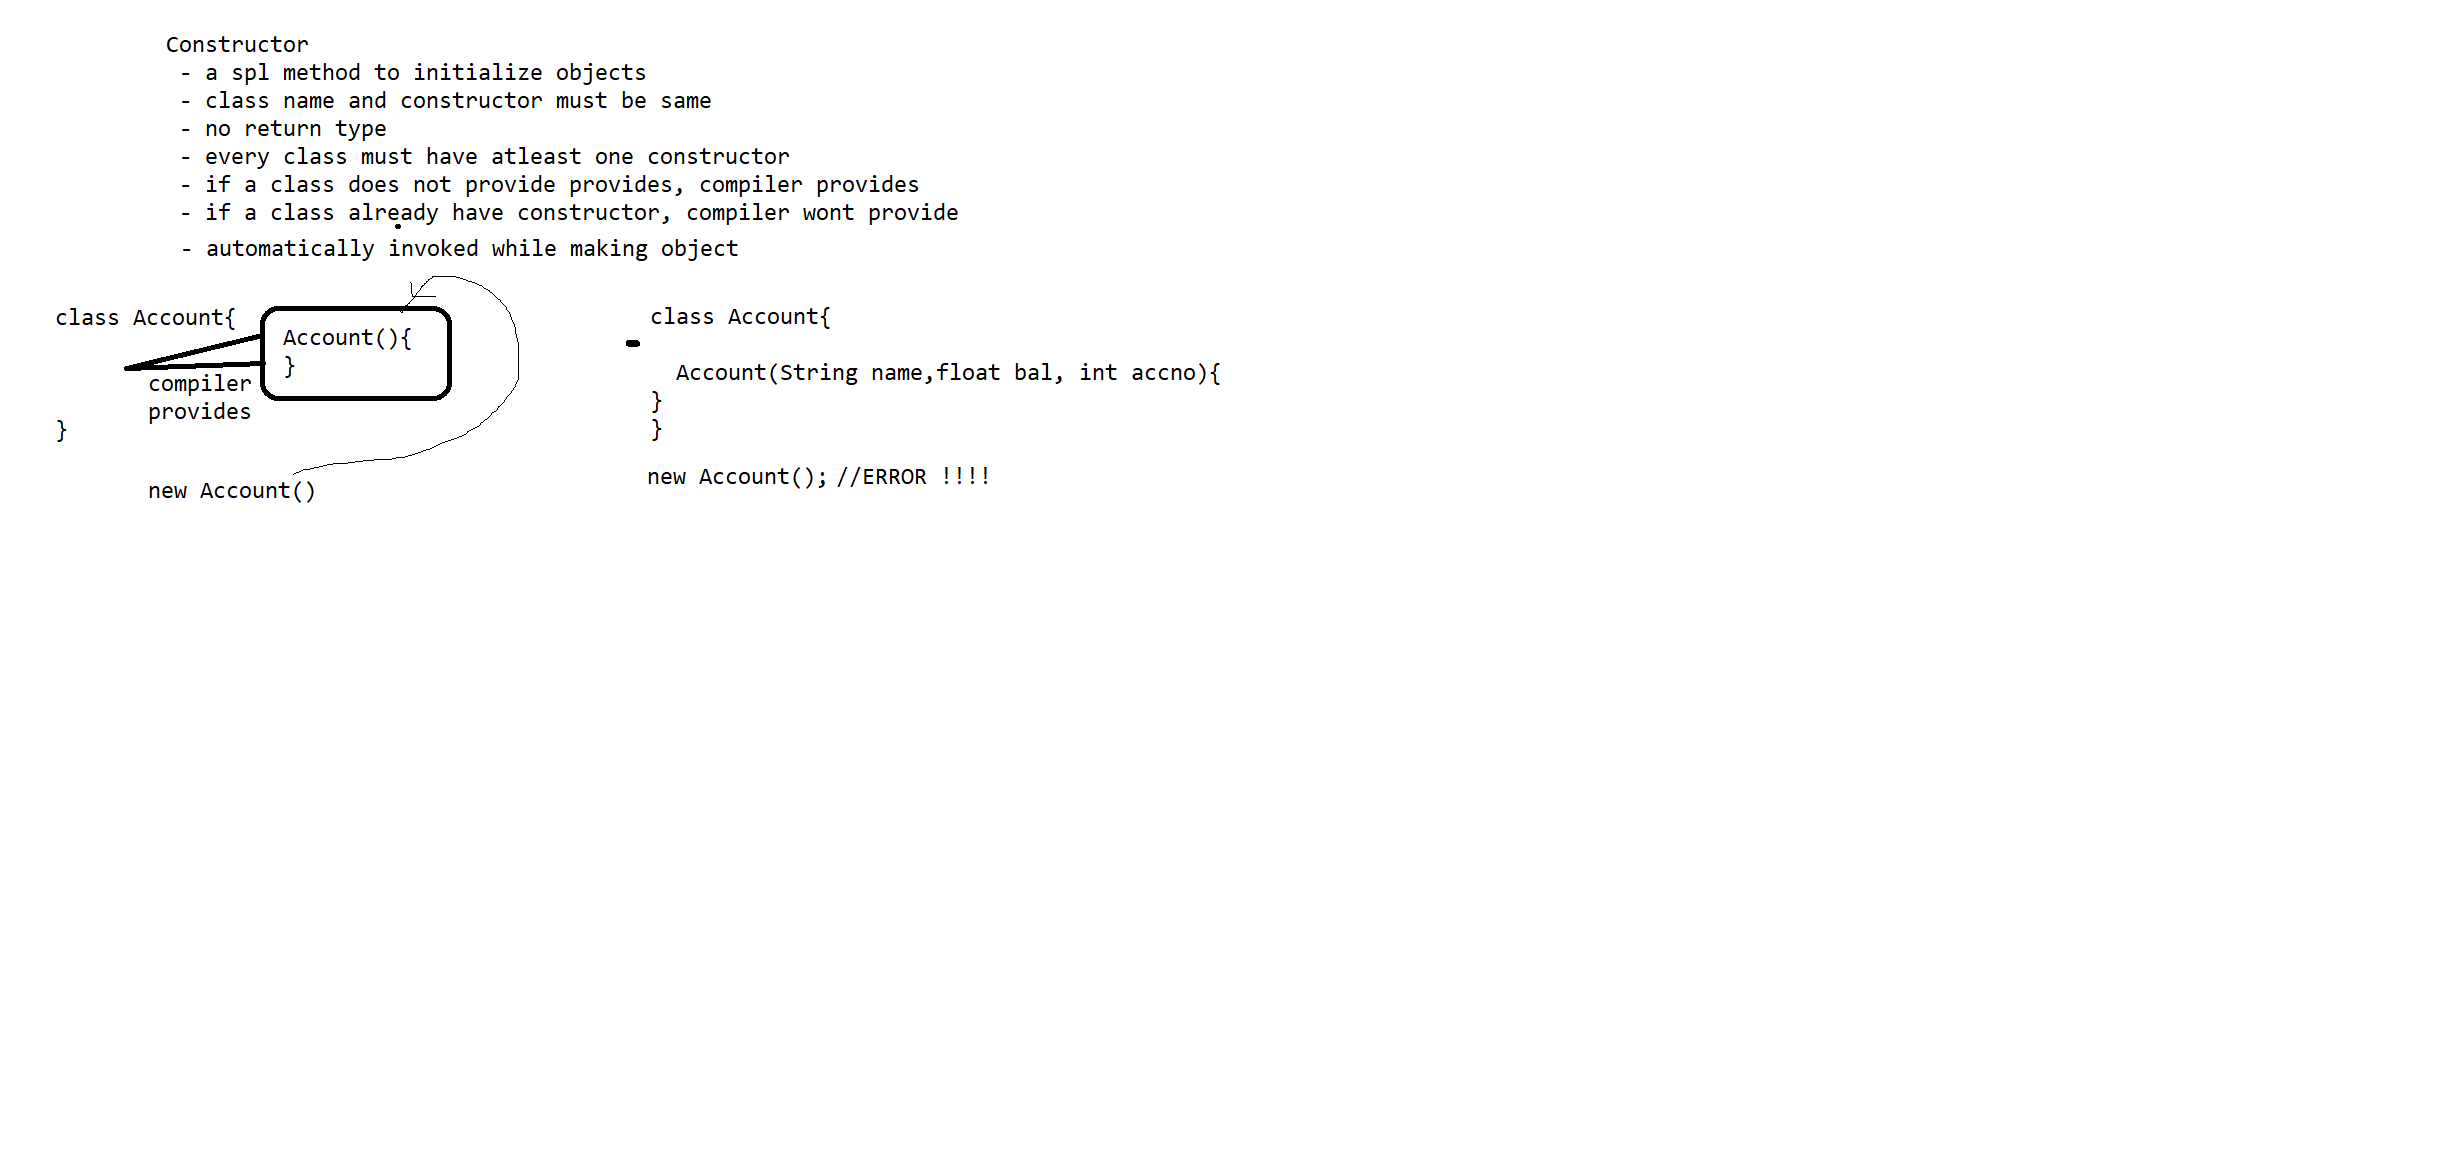 Constructor
- a spl method to initialize objects
- class name and constructor must be same
- no return type
- every class must have atleast one constructor
- if a class does not provide provides, compiler provides
- if a class already have constructor, compiler wont provide
- automatically invoked while making object
class Account{
Account(){
}
compiler
provides
}
new Account()
class Account{
Account(String name,float bal, int accno){
}
}
new Account(); //ERROR !!!!